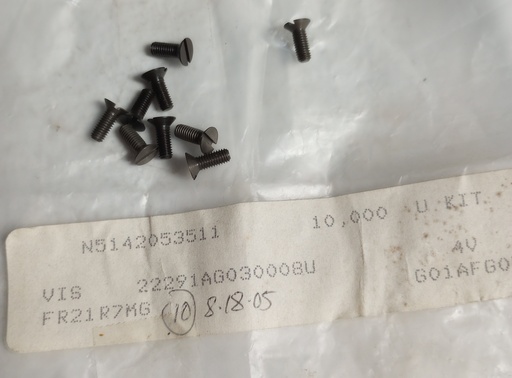 N5142053511 10,000 U KIT
VIS 22291AG030008U 4V
FR21R7MG (10) 8.18.05 G01AFG0